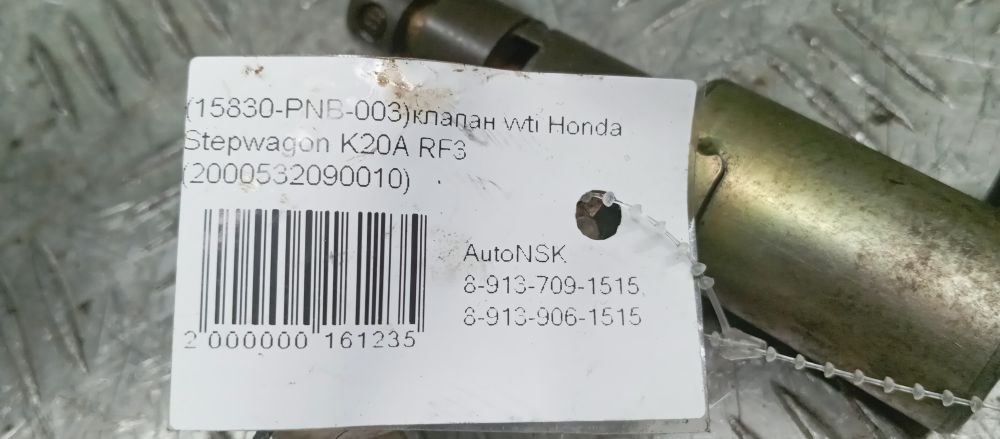 (15830-PNB-003)клапан vvti Honda
Stepwagon K20A RF3
(2000532090010)
AutoNSK
8-913-709-1515
8-913-906-1515
2 000000 161235